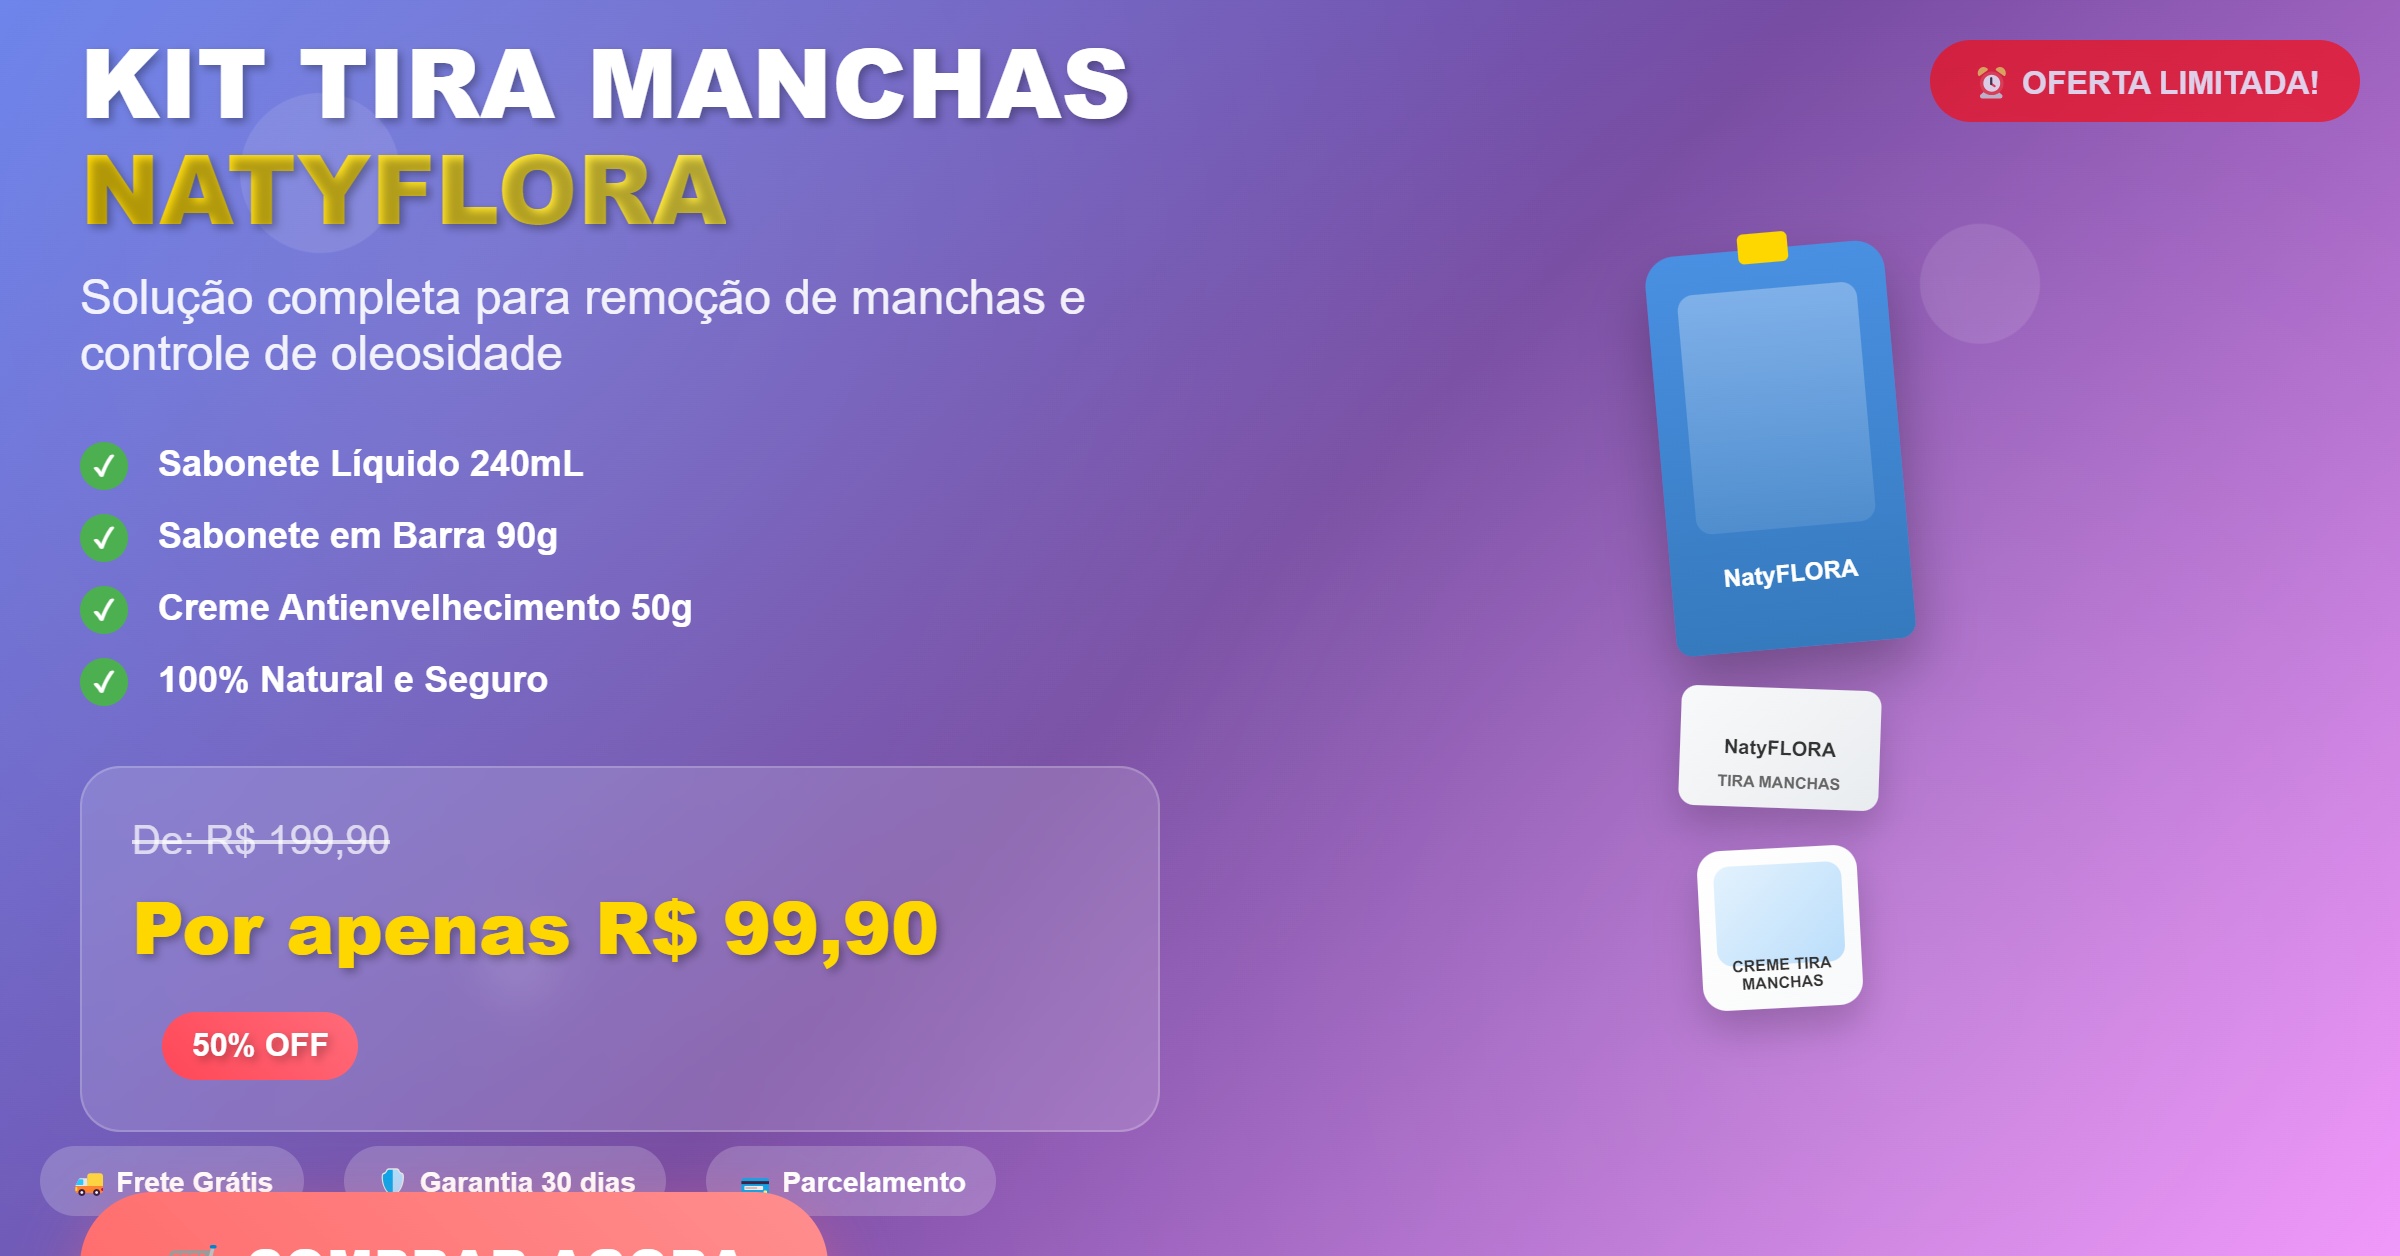 KIT TIRA MANCHAS
NATYFLORA
Solução completa para remoção de manchas e
controle de oleosidade
✓ Sabonete Líquido 240mL
✓ Sabonete em Barra 90g
✓ Creme Antienvelhecimento 50g
✓ 100% Natural e Seguro
De: R$ 199,90
Por apenas R$ 99,90
50% OFF
🚚 Frete Grátis
🛡️ Garantia 30 dias
💳 Parcelamento
🛒 COMPRAR AGORA
⏰ OFERTA LIMITADA!
NatyFLORA
NatyFLORA
TIRA MANCHAS
CREME TIRA
MANCHAS